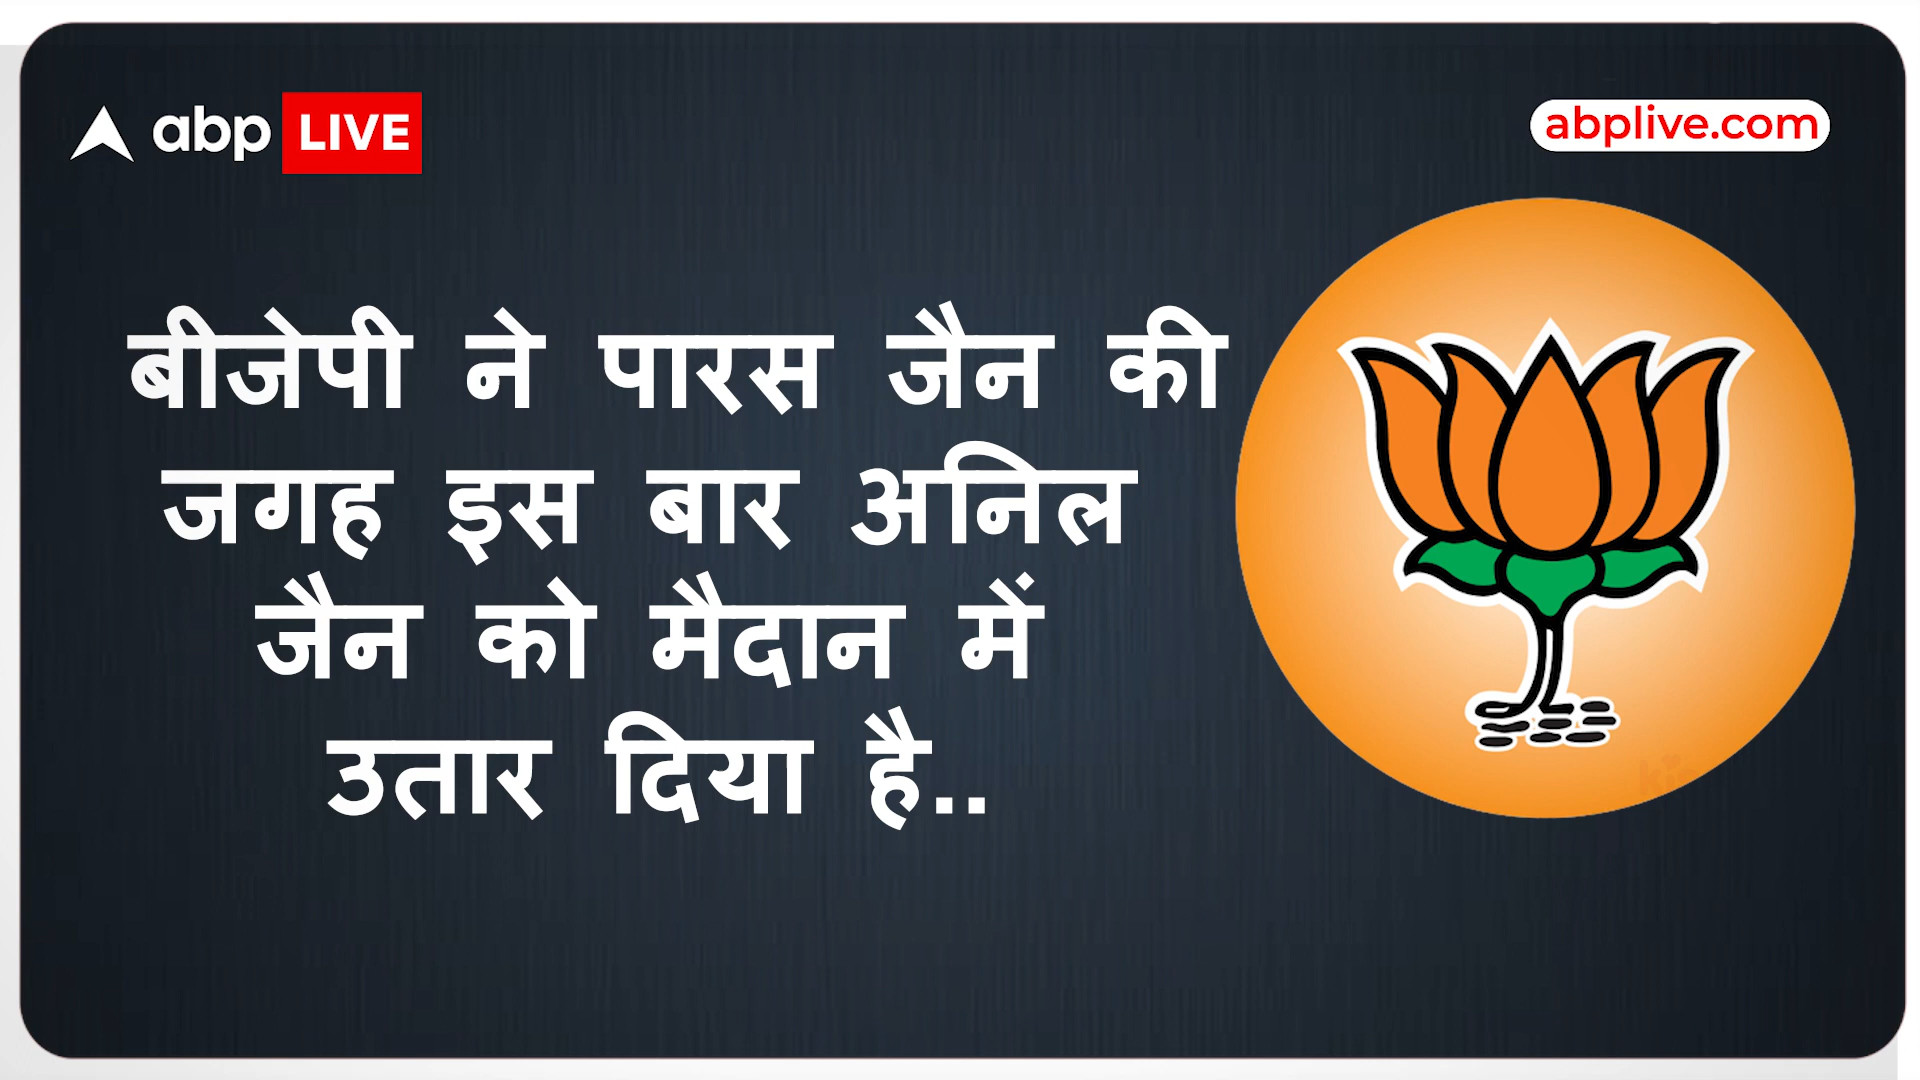 abp LIVE
abplive.com
बीजेपी ने पारस जैन की
जगह इस बार अनिल
जैन को मैदान में
उतार दिया है..